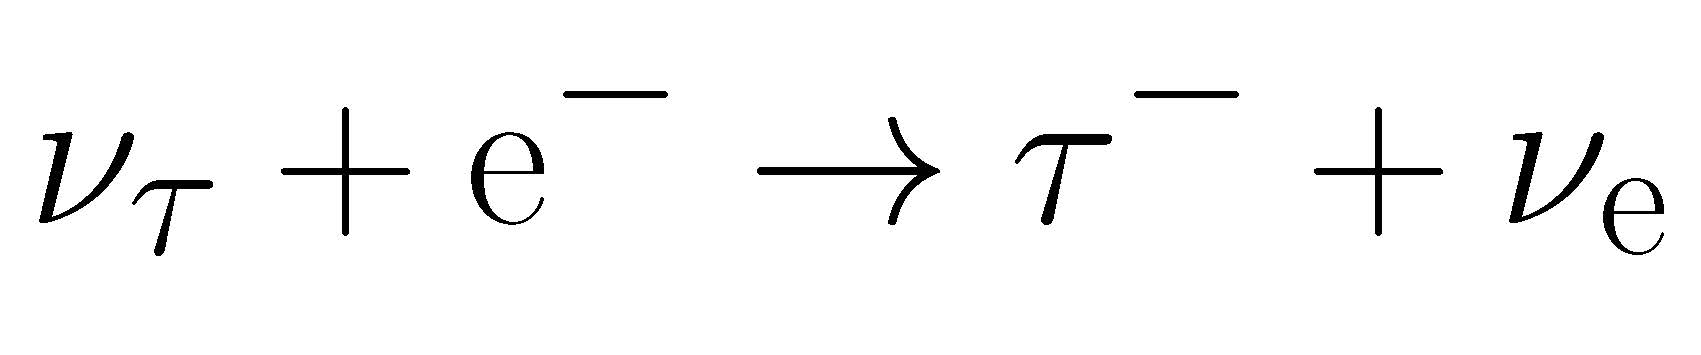 ν_τ + e⁻ → τ⁻ + ν_e